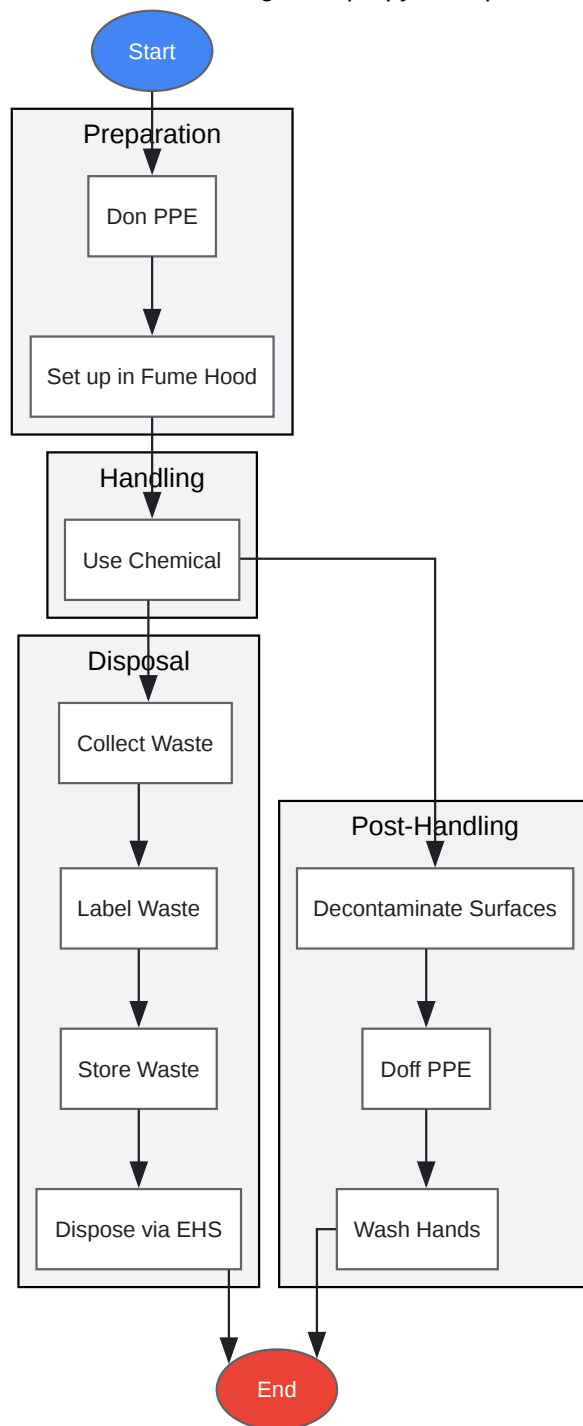 Start
Preparation
Don PPE
Set up in Fume Hood
Handling
Use Chemical
Disposal
Collect Waste
Label Waste
Store Waste
Dispose via EHS
Post-Handling
Decontaminate Surfaces
Doff PPE
Wash Hands
End